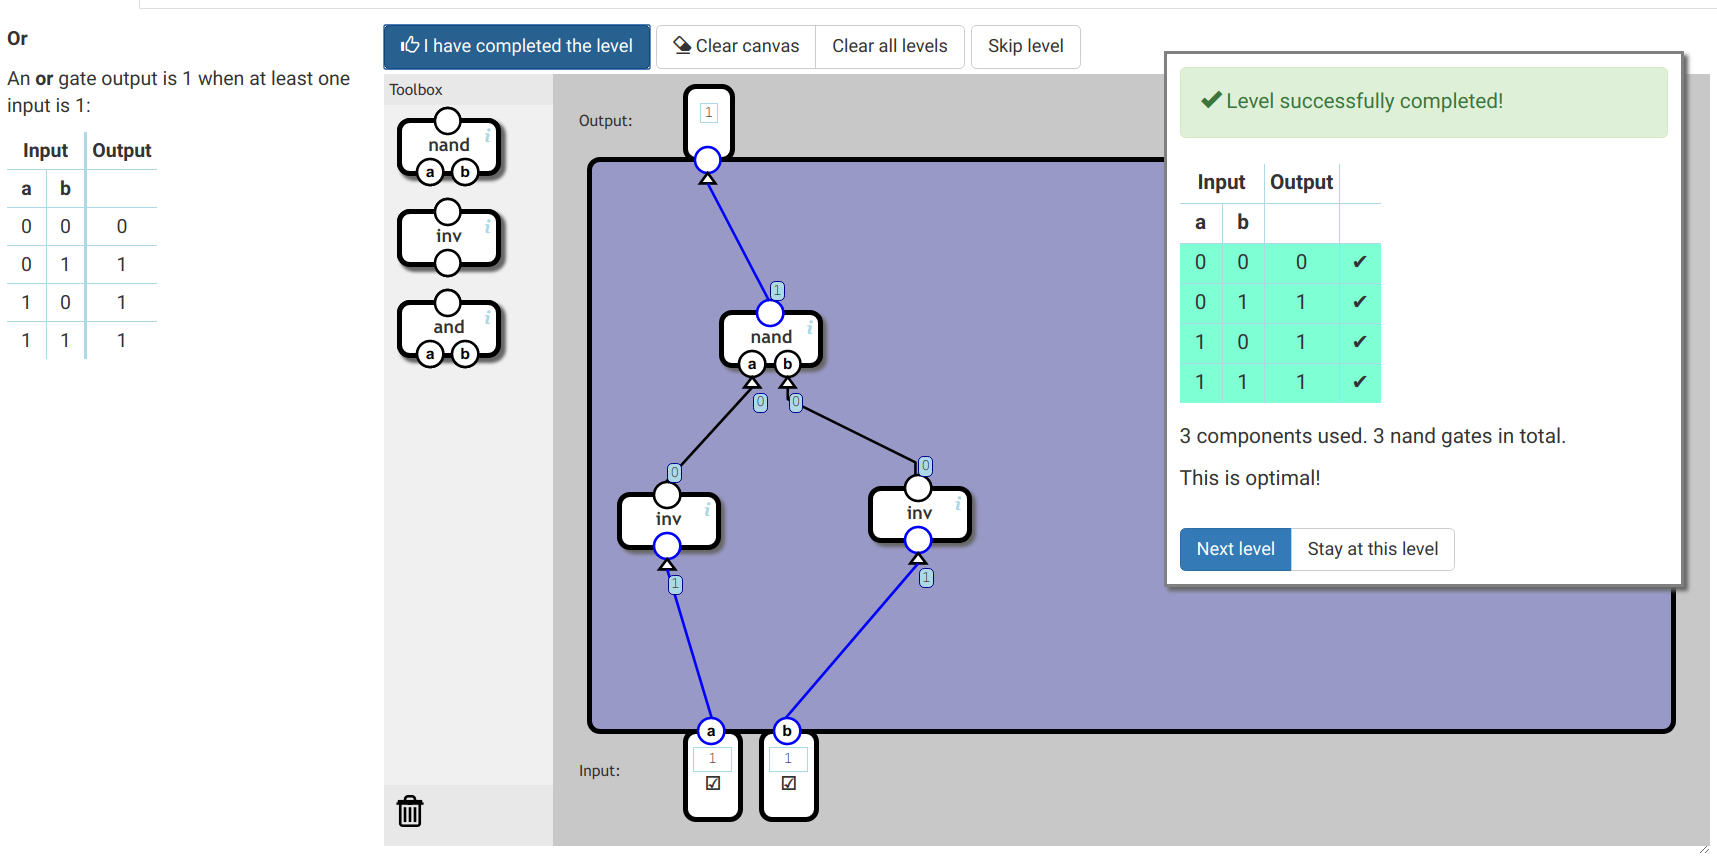 Or
An or gate output is 1 when at least one
input is 1:
Input Output
a b
0 0 0
0 1 1
1 0 1
1 1 1
I have completed the level
Clear canvas
Clear all levels
Skip level
Toolbox
nand
a b
inv
and
a b
Output:
1
1
nand
a b
0 0
0 0
inv inv
1 1
a b
Input:
1 1
Level successfully completed!
Input Output
a b
0 0 0 ✔
0 1 1 ✔
1 0 1 ✔
1 1 1 ✔
3 components used. 3 nand gates in total.
This is optimal!
Next level
Stay at this level